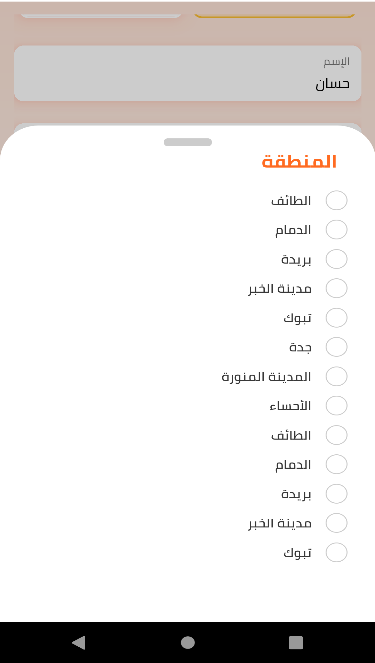 الإسم
حسان
المنطقة
الطائف
الدمام
بريدة
مدينة الخبر
تبوك
جدة
المدينة المنورة
الأحساء
الطائف
الدمام
بريدة
مدينة الخبر
تبوك